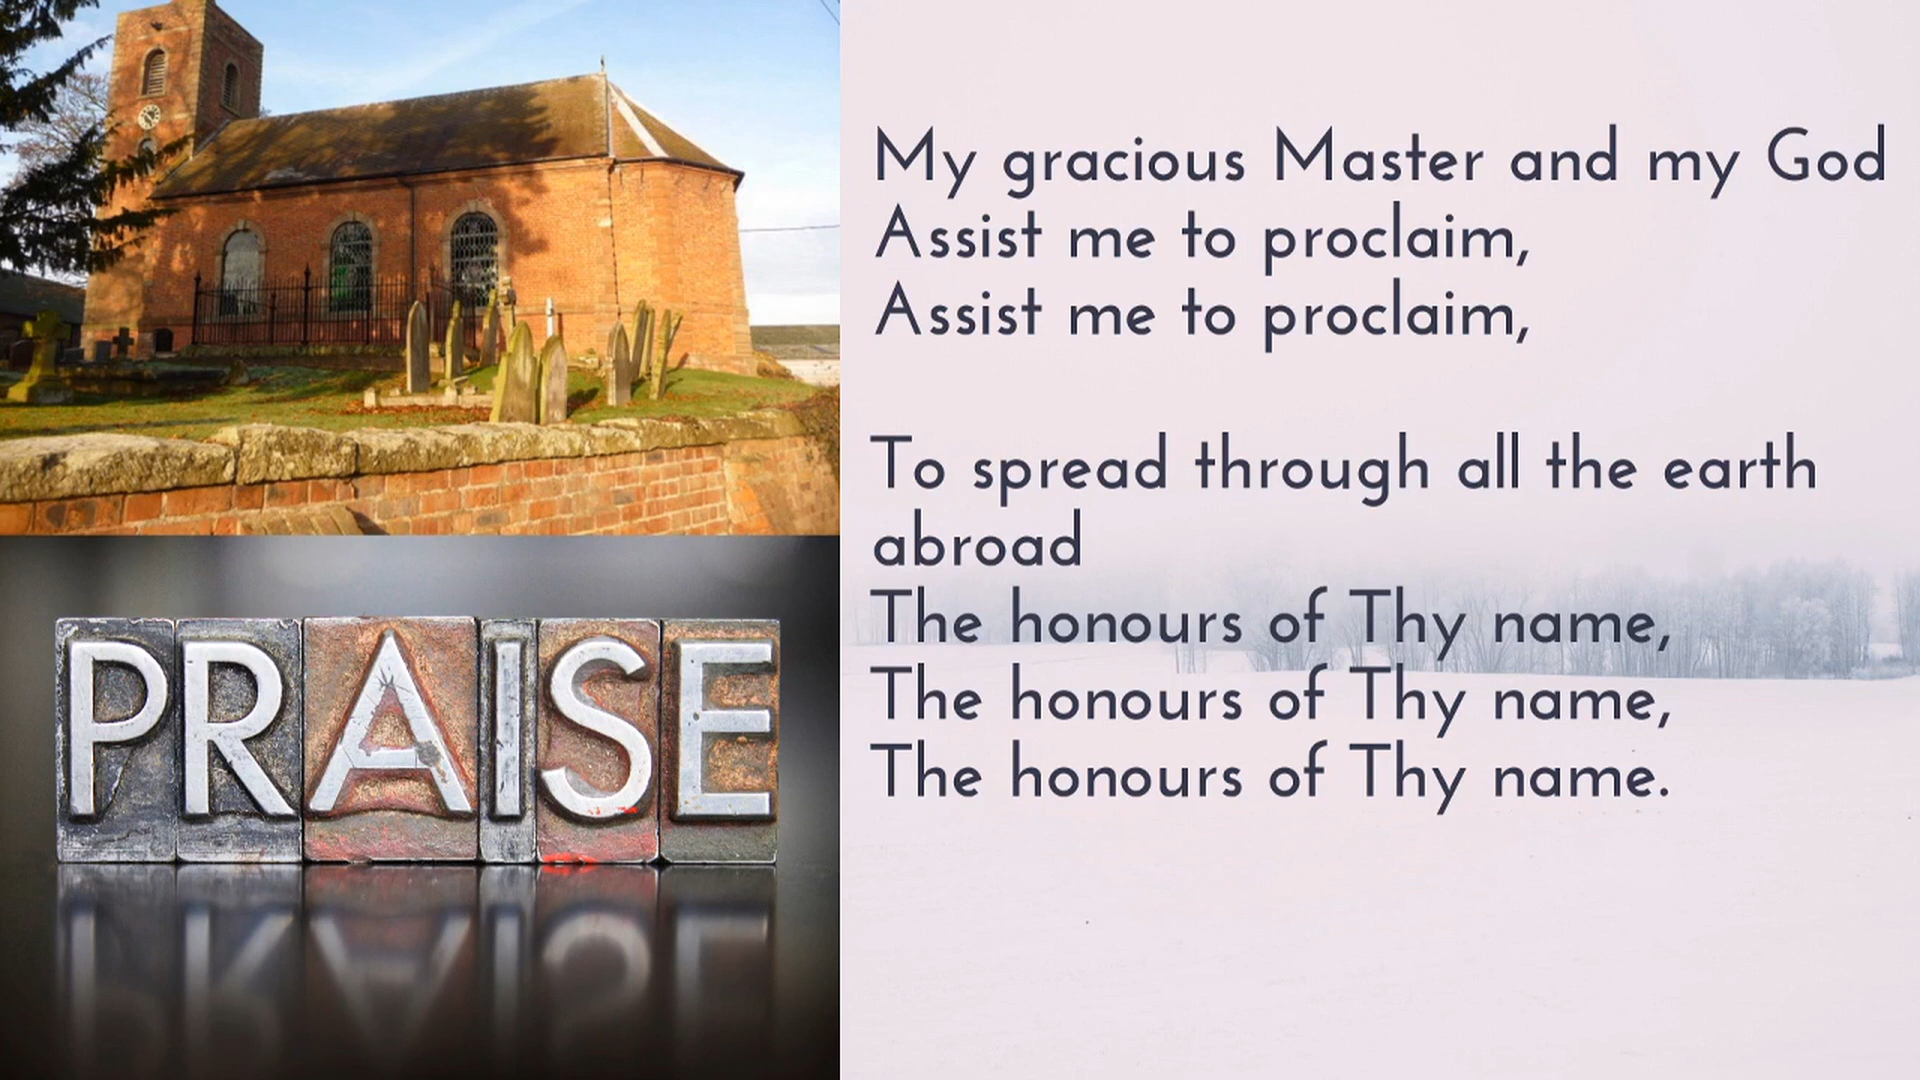 My gracious Master and my God
Assist me to proclaim,
Assist me to proclaim,
To spread through all the earth
abroad
The honours of Thy name,
The honours of Thy name,
The honours of Thy name.
PRAISE